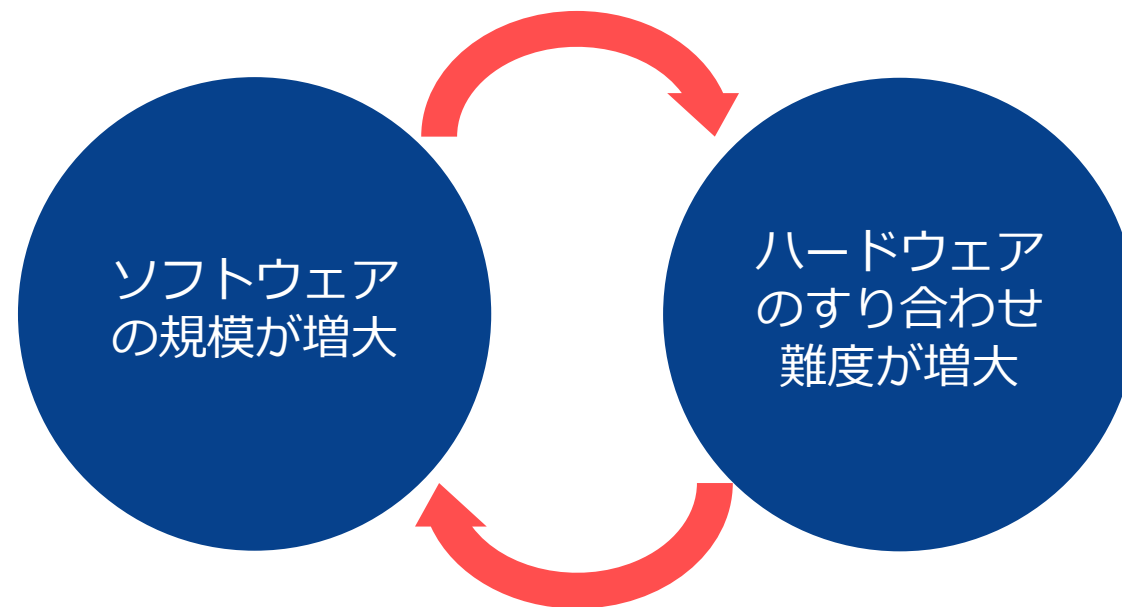 ソフトウェア
の規模が増大
ハードウェア
のすり合わせ
難度が増大